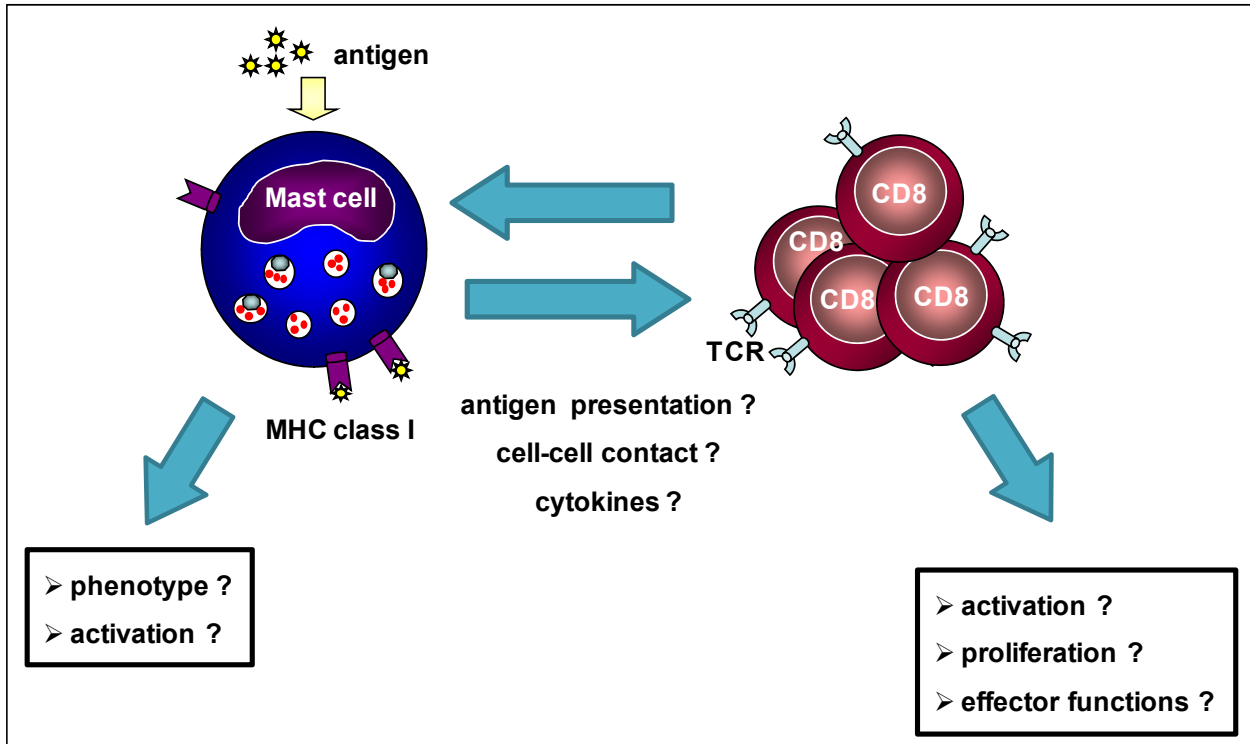 antigen
Mast cell
CD8
CD8
CD8
CD8
TCR
MHC class I
antigen presentation ?
cell-cell contact ?
cytokines ?
➢ phenotype ?
➢ activation ?
➢ activation ?
➢ proliferation ?
➢ effector functions ?